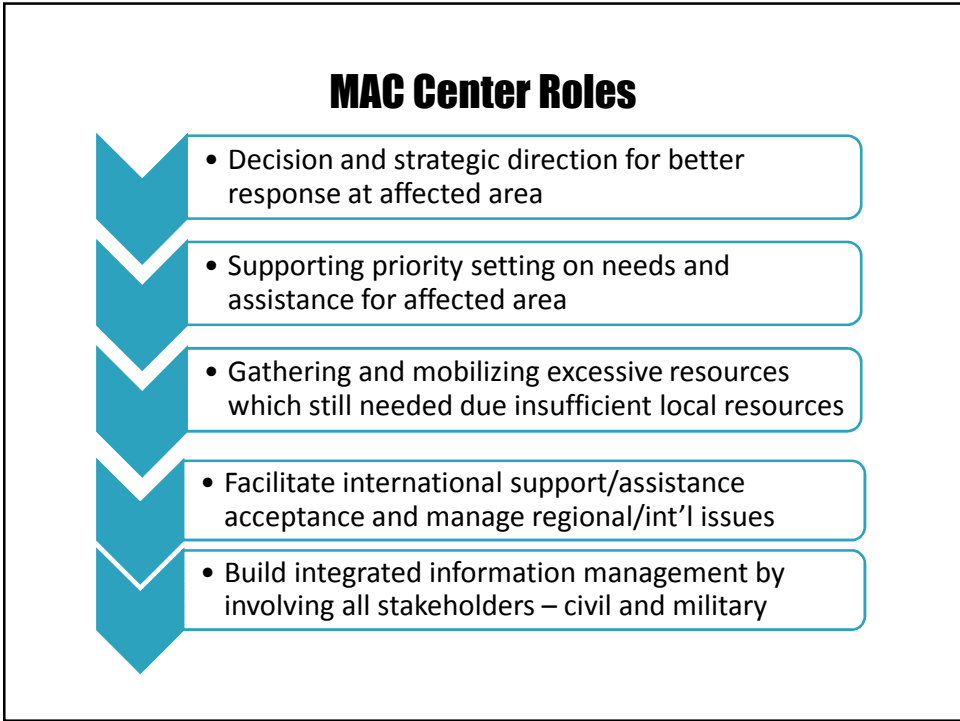 MAC Center Roles
• Decision and strategic direction for better
response at affected area
• Supporting priority setting on needs and
assistance for affected area
• Gathering and mobilizing excessive resources
which still needed due insufficient local resources
• Facilitate international support/assistance
acceptance and manage regional/int’l issues
• Build integrated information management by
involving all stakeholders – civil and military